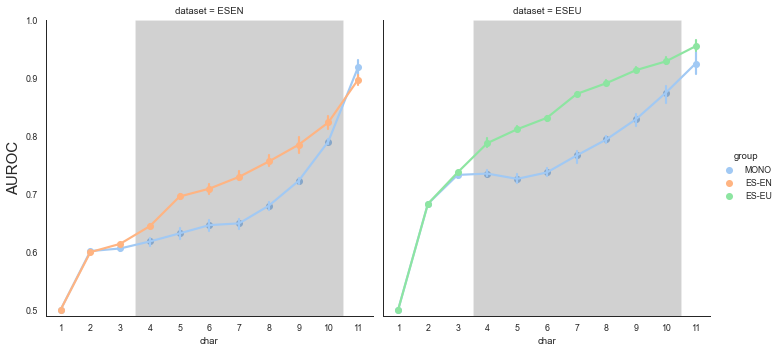 dataset = ESEN
dataset = ESEU
1.0
0.9
0.8
0.7
0.6
0.5
AUROC
group
MONO
ES-EN
ES-EU
1 2 3 4 5 6 7 8 9 10 11
1 2 3 4 5 6 7 8 9 10 11
char
char